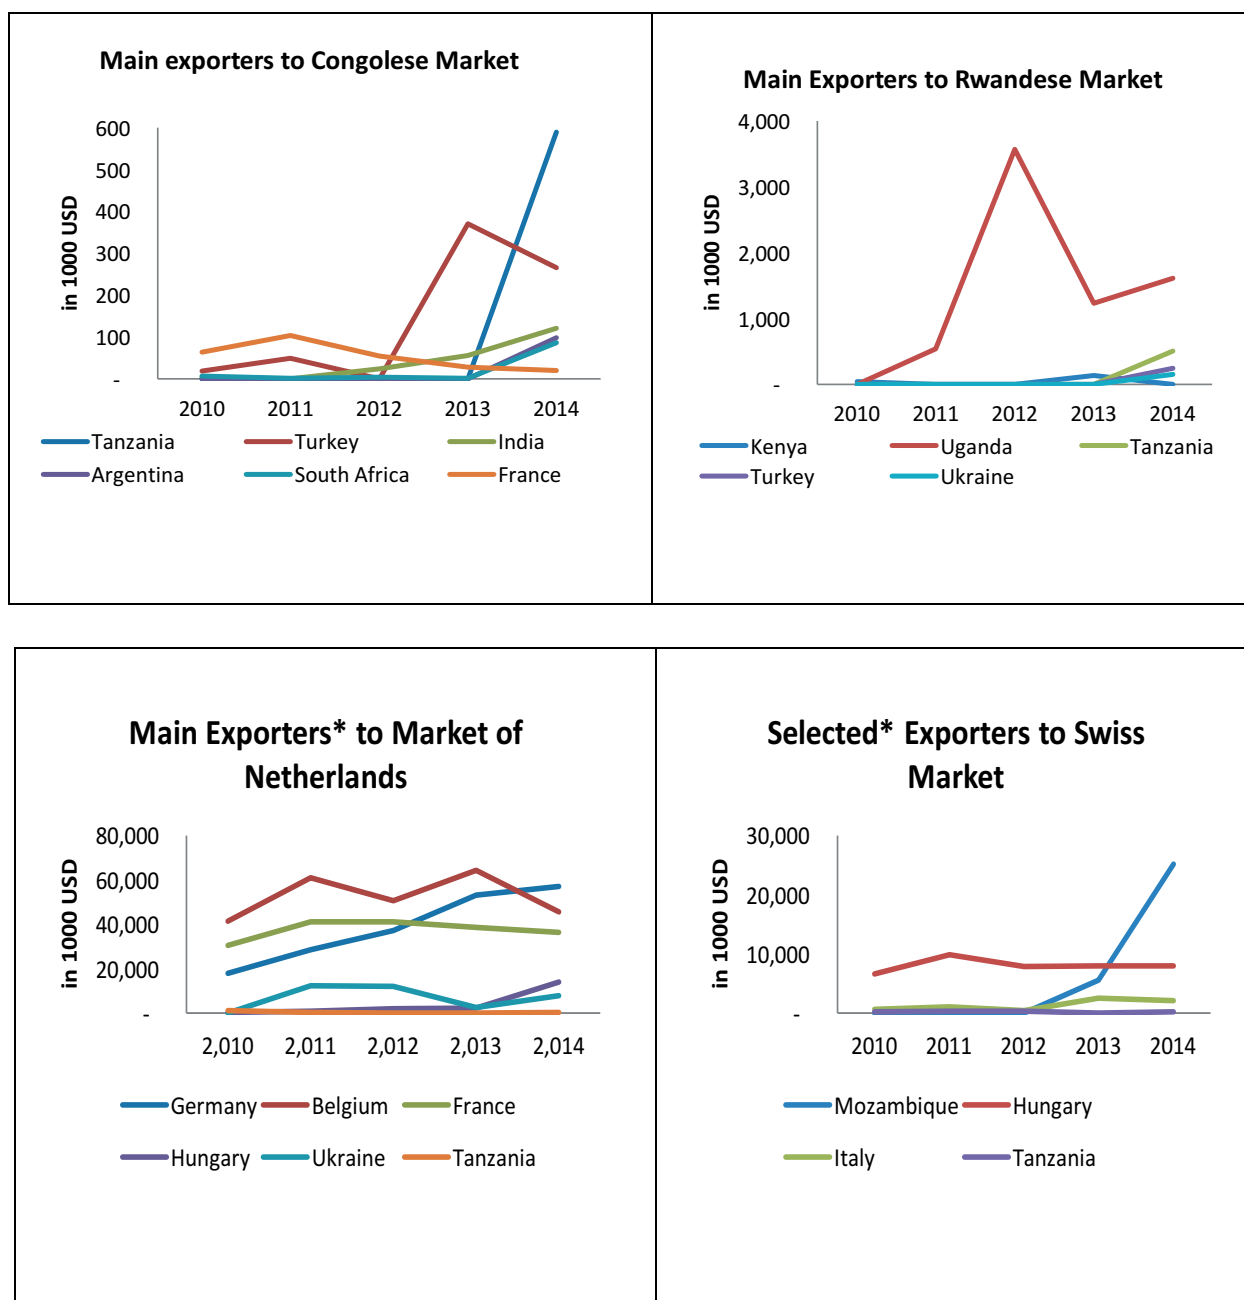 Main exporters to Congolese Market
in 1000 USD
600
500
400
300
200
100
-
2010 2011 2012 2013 2014
Tanzania Turkey India
Argentina South Africa France
Main Exporters to Rwandese Market
in 1000 USD
4,000
3,000
2,000
1,000
-
2010 2011 2012 2013 2014
Kenya Uganda Tanzania
Turkey Ukraine
Main Exporters* to Market of
Netherlands
in 1000 USD
80,000
60,000
40,000
20,000
-
2,010 2,011 2,012 2,013 2,014
Germany Belgium France
Hungary Ukraine Tanzania
Selected* Exporters to Swiss
Market
in 1000 USD
30,000
20,000
10,000
-
2010 2011 2012 2013 2014
Mozambique Hungary
Italy Tanzania